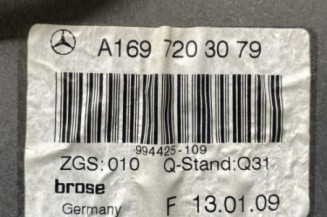 A169 720 30 79
994425-109
ZGS:010 Q-Stand:Q31
brose
Germany F 13.01.09